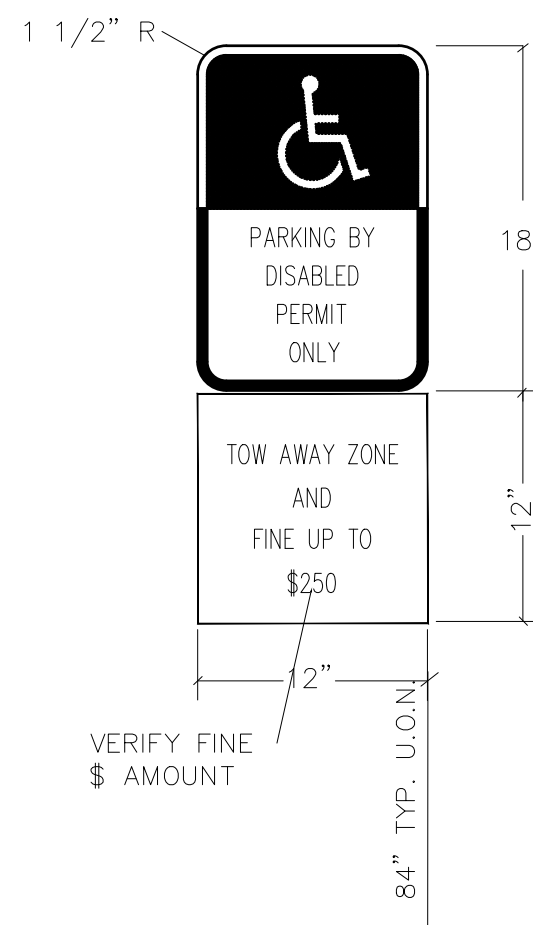 1 1/2” R
PARKING BY
DISABLED
PERMIT
ONLY
18
TOW AWAY ZONE
AND
FINE UP TO
$250
12”
12”
VERIFY FINE
$ AMOUNT
84” TYP. U.O.N.